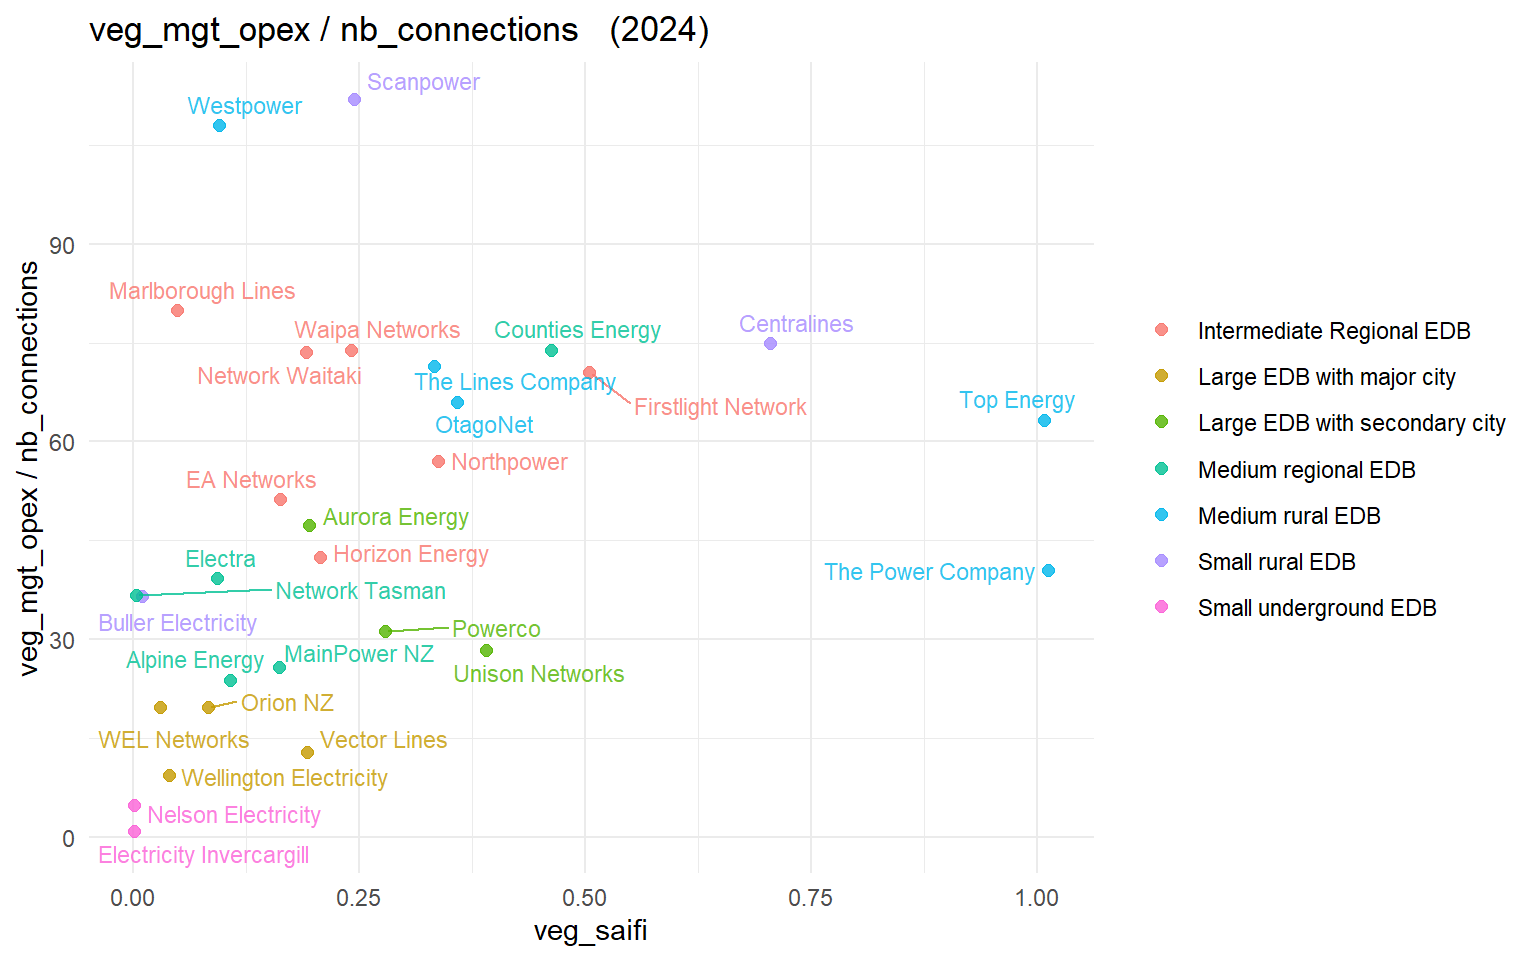 veg_mgt_opex / nb_connections (2024)
Scanpower
Westpower
90
Marlborough Lines
Waipa Networks
Counties Energy
Centralines
Network Waitaki
The Lines Company
Firstlight Network
Top Energy
OtagoNet
60
Northpower
EA Networks
Aurora Energy
Horizon Energy
Electra
The Power Company
Network Tasman
Buller Electricity
Powerco
30
MainPower NZ
Alpine Energy
Unison Networks
Orion NZ
WEL Networks
Vector Lines
Wellington Electricity
Nelson Electricity
0
Electricity Invercargill
0.00
0.25
0.50
0.75
1.00
veg_saifi
veg_mgt_opex / nb_connections
Intermediate Regional EDB
Large EDB with major city
Large EDB with secondary city
Medium regional EDB
Medium rural EDB
Small rural EDB
Small underground EDB